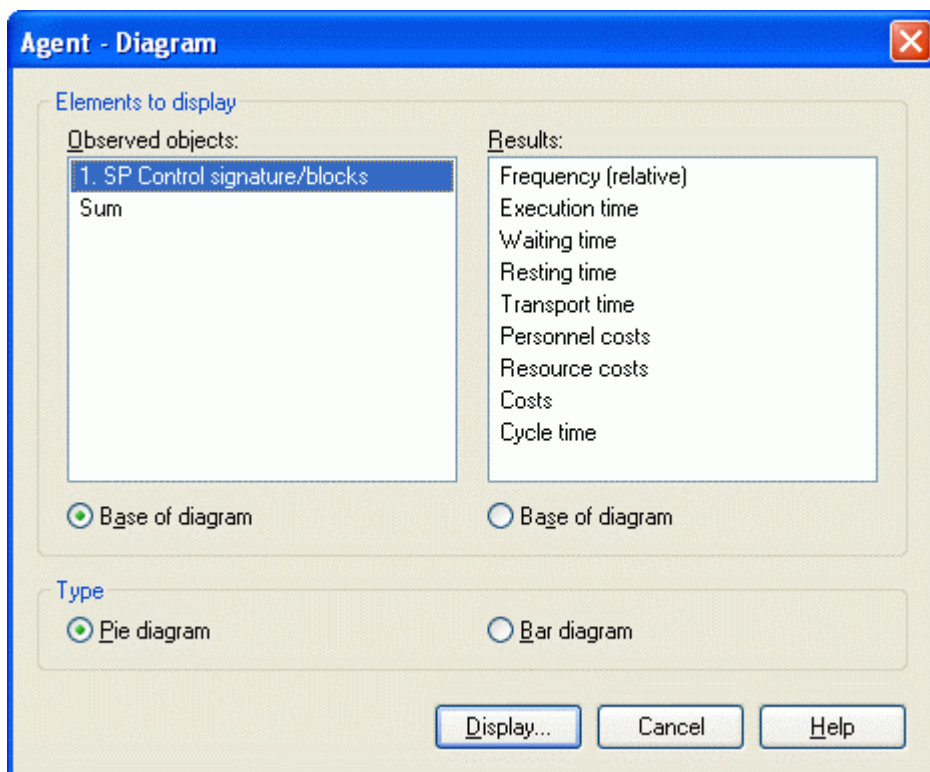 Agent - Diagram
Elements to display
Observed objects:
1. SP Control signature/blocks
Sum
Base of diagram
Results:
Frequency (relative)
Execution time
Waiting time
Resting time
Transport time
Personnel costs
Resource costs
Costs
Cycle time
Base of diagram
Type
Pie diagram
Bar diagram
Display...
Cancel
Help